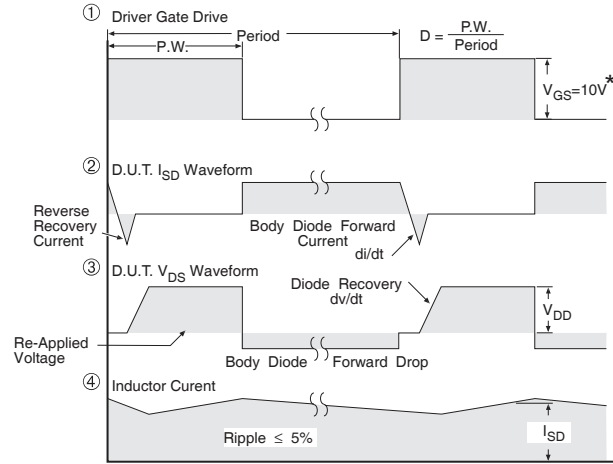 ① Driver Gate Drive
P.W.
Period
D = P.W. / Period
V_GS=10V*
② D.U.T. I_SD Waveform
Reverse
Recovery
Current
Body Diode Forward
Current
di/dt
③ D.U.T. V_DS Waveform
Diode Recovery
dv/dt
V_DD
Re-Applied
Voltage
Body Diode Forward Drop
④ Inductor Curent
Ripple ≤ 5%
I_SD